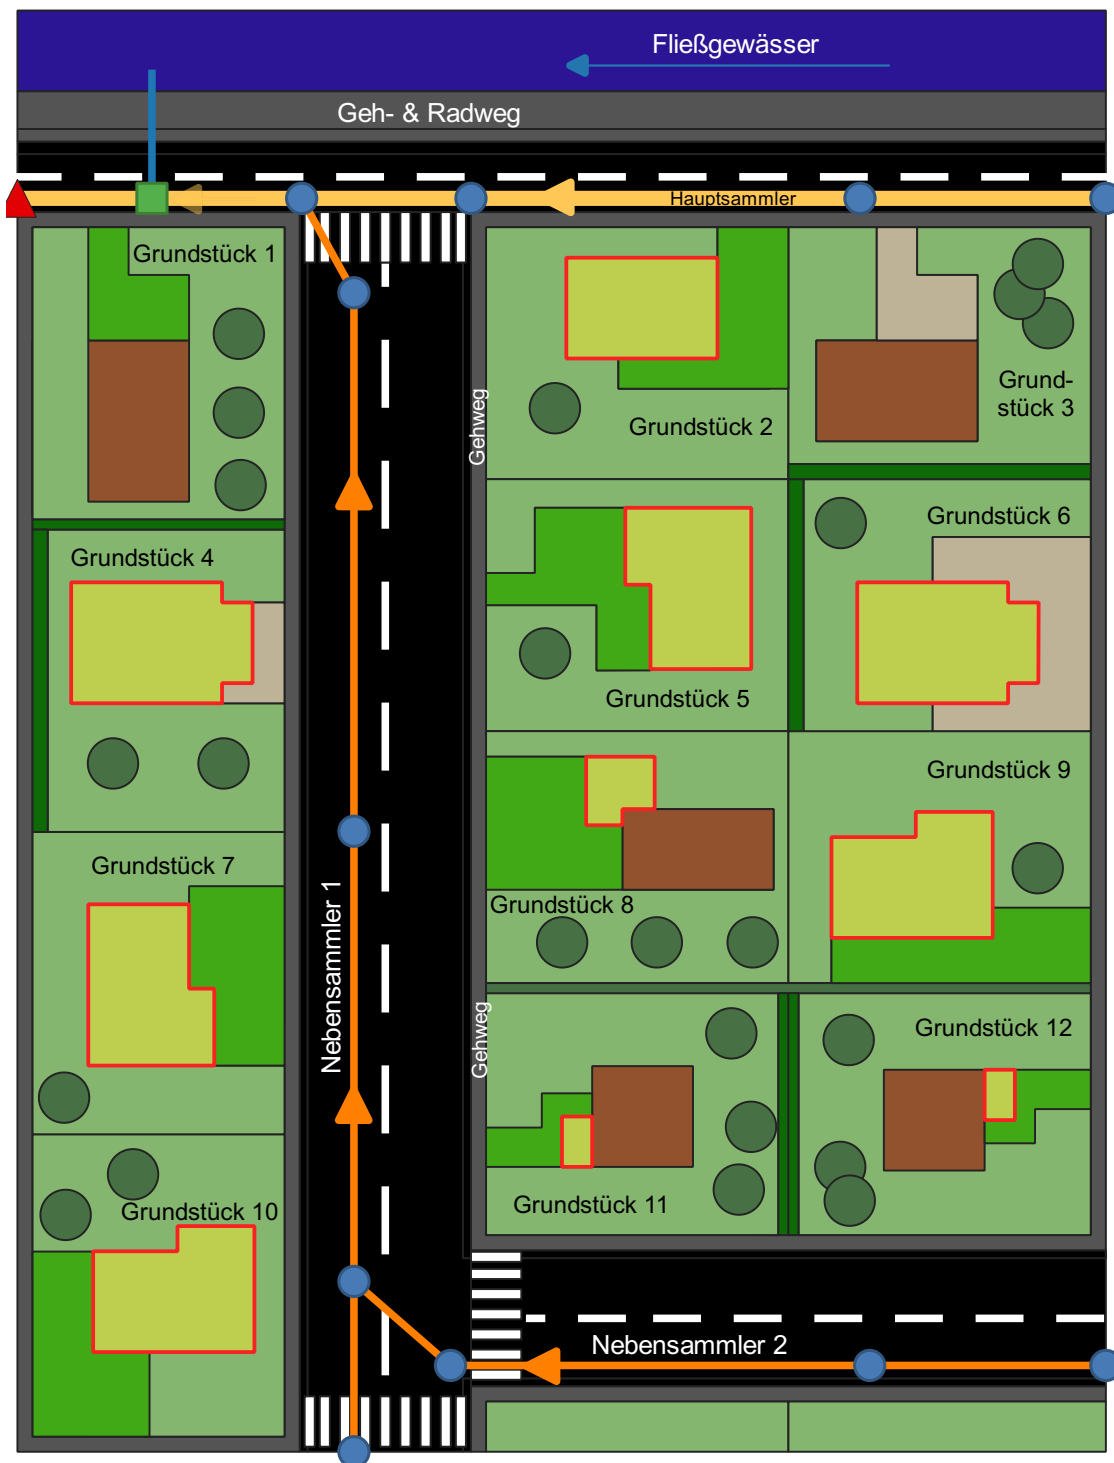 Fließgewässer
Geh- & Radweg
Hauptsammler
Grundstück 1
Grundstück 2
Grund-
stück 3
Gehweg
Grundstück 4
Grundstück 5
Grundstück 6
Grundstück 7
Grundstück 8
Grundstück 9
Nebensammler 1
Gehweg
Grundstück 10
Grundstück 11
Grundstück 12
Nebensammler 2